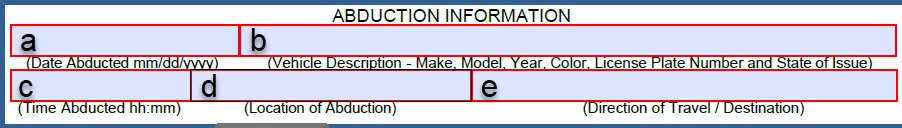 ABDUCTION INFORMATION
a b
(Date Abducted mm/dd/yyyy) (Vehicle Description - Make, Model, Year, Color, License Plate Number and State of Issue)
c d e
(Time Abducted hh:mm) (Location of Abduction) (Direction of Travel / Destination)